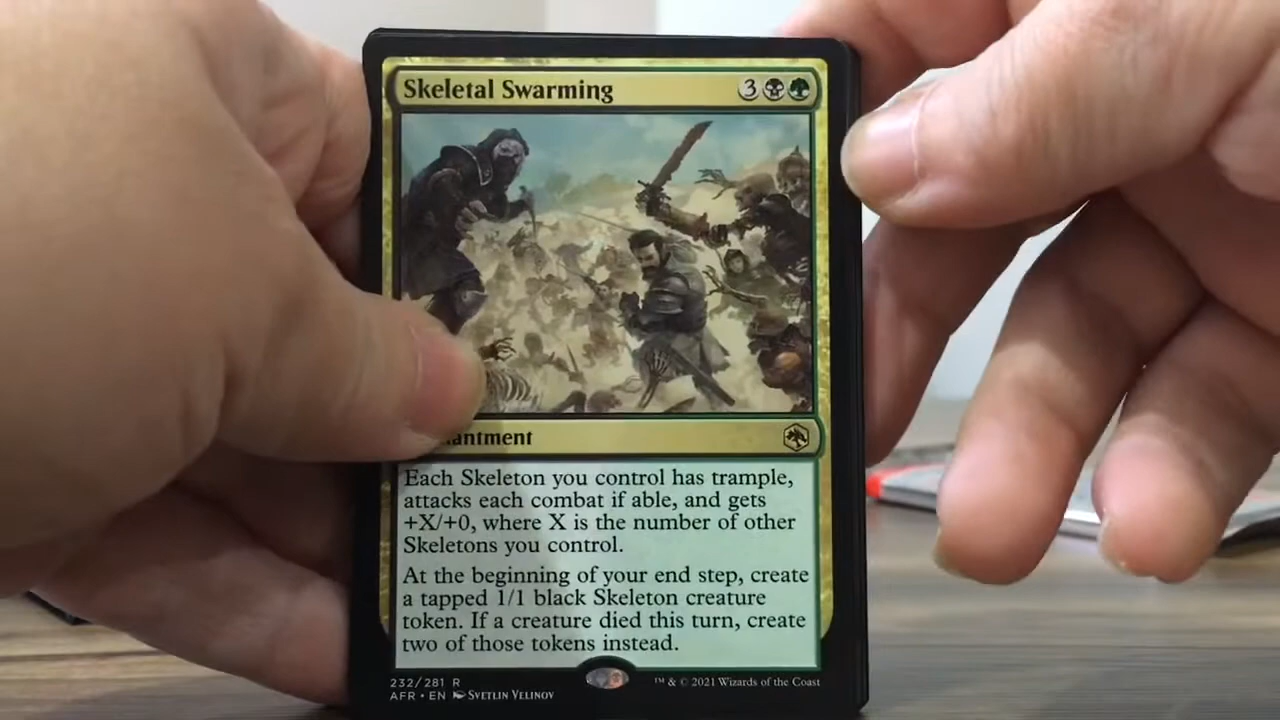 Skeletal Swarming 3
antment
Each Skeleton you control has trample,
attacks each combat if able, and gets
+X/+0, where X is the number of other
Skeletons you control.
At the beginning of your end step, create
a tapped 1/1 black Skeleton creature
token. If a creature died this turn, create
two of those tokens instead.
232/281 R
AFR • EN SVETLIN VELINOV
™ & © 2021 Wizards of the Coast